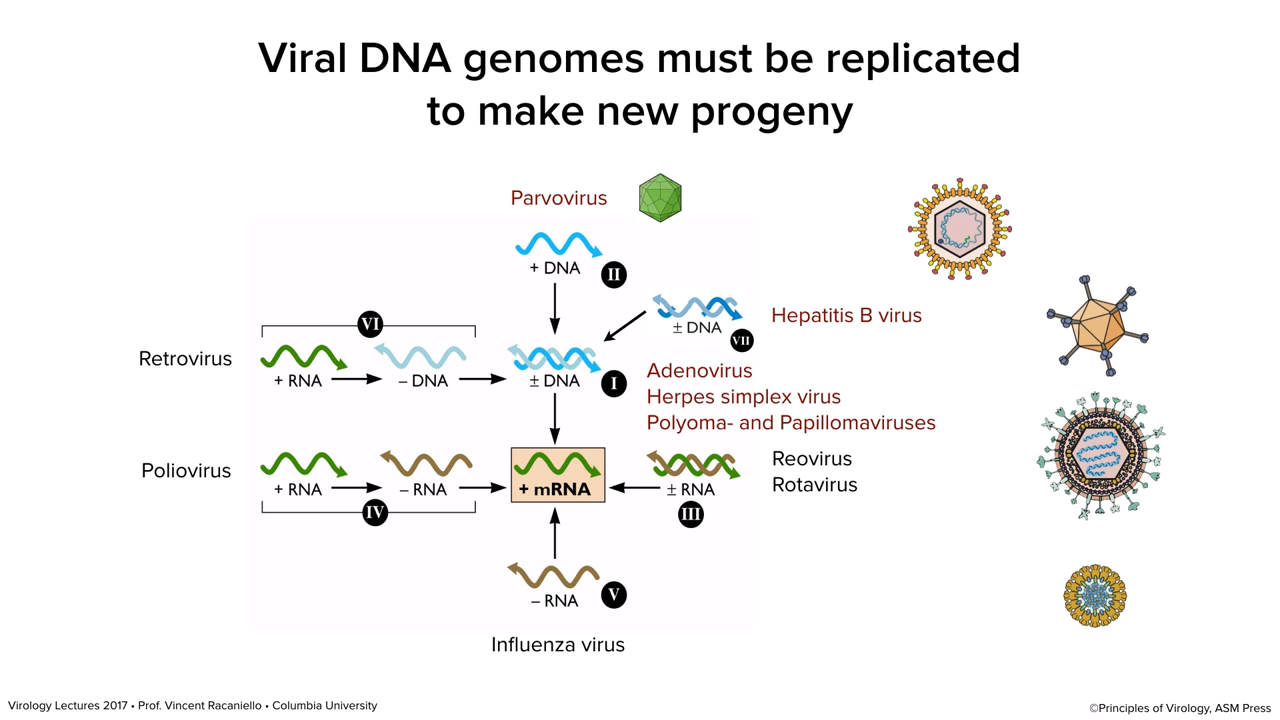 Viral DNA genomes must be replicated
to make new progeny
Parvovirus
+ DNA
II
± DNA
VII
Hepatitis B virus
VI
Retrovirus
+ RNA
– DNA
± DNA
I
Adenovirus
Herpes simplex virus
Polyoma- and Papillomaviruses
Poliovirus
+ RNA
– RNA
IV
+ mRNA
± RNA
III
Reovirus
Rotavirus
– RNA
V
Influenza virus
Virology Lectures 2017 • Prof. Vincent Racaniello • Columbia University
©Principles of Virology, ASM Press